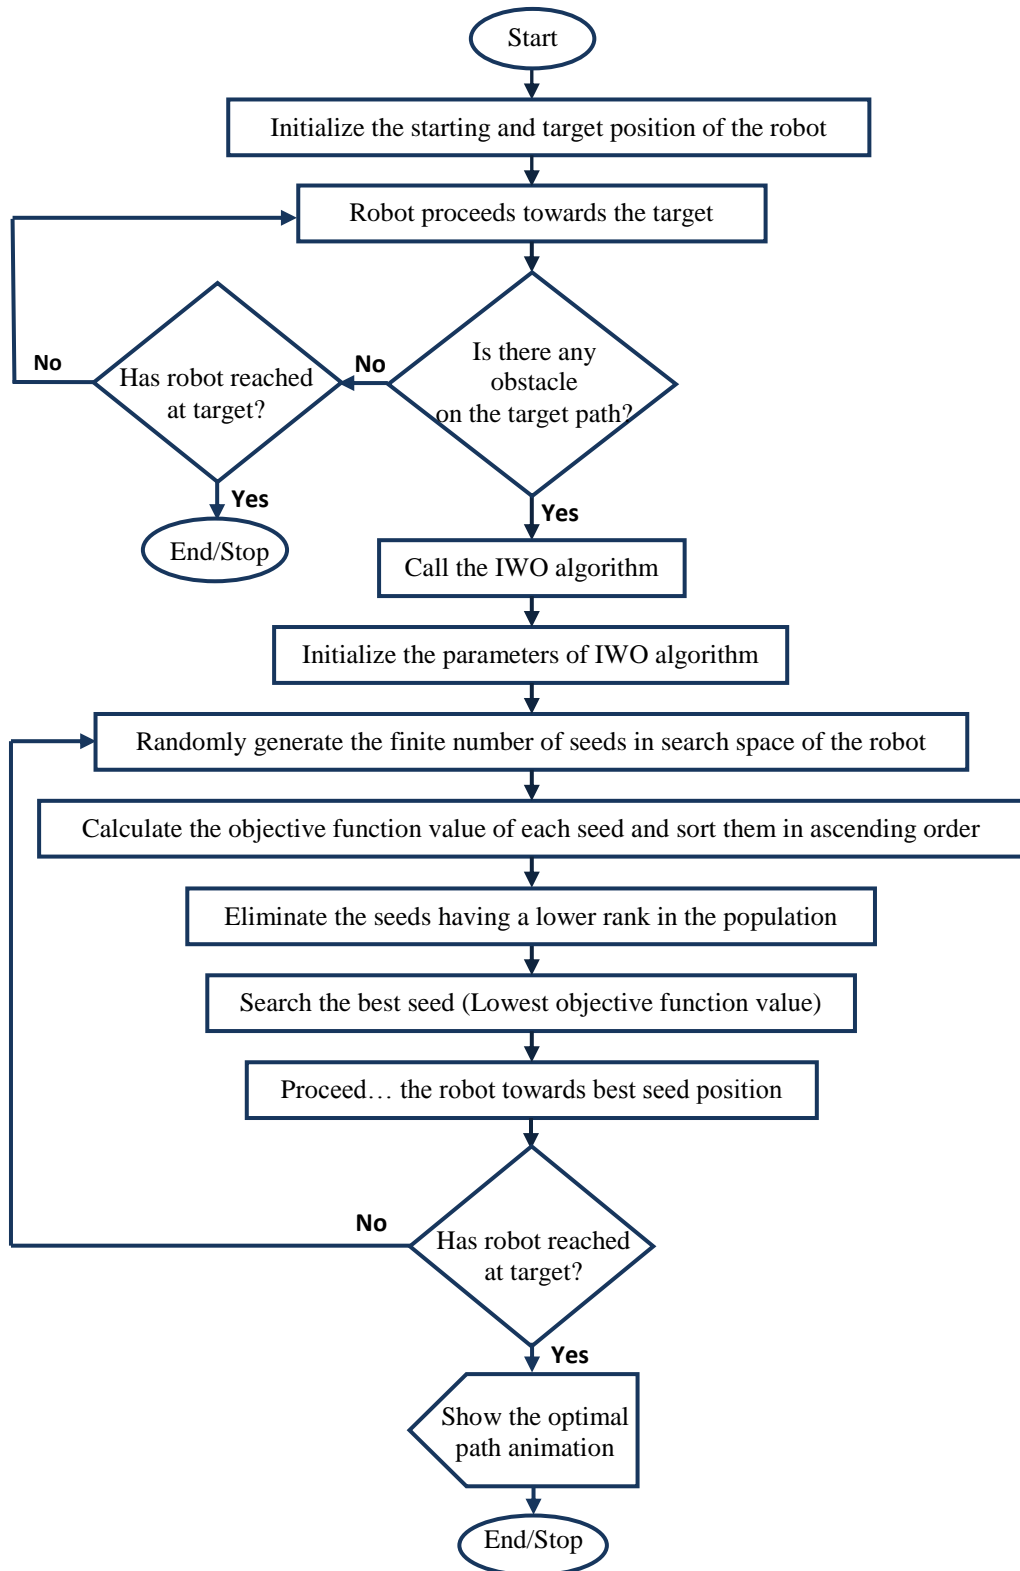 Start
Initialize the starting and target position of the robot
Robot proceeds towards the target
Is there any
obstacle
on the target path?
No
Has robot reached
at target?
No
Yes
End/Stop
Yes
Call the IWO algorithm
Initialize the parameters of IWO algorithm
Randomly generate the finite number of seeds in search space of the robot
Calculate the objective function value of each seed and sort them in ascending order
Eliminate the seeds having a lower rank in the population
Search the best seed (Lowest objective function value)
Proceed… the robot towards best seed position
No
Has robot reached
at target?
Yes
Show the optimal
path animation
End/Stop